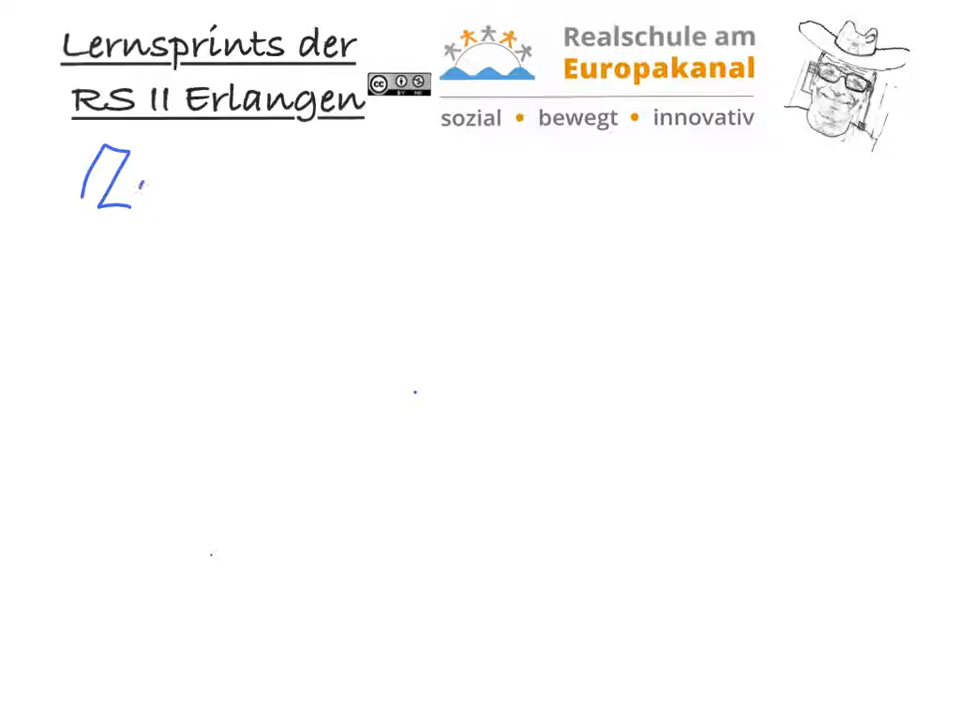 Lernsprints der
RS II Erlangen
Realschule am
Europakanal
sozial • bewegt • innovativ